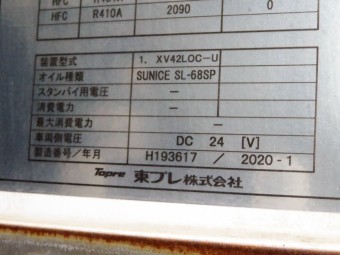 HFC R410A 2090 0
装置型式 1. XV42LOC-U
オイル種類 SUNICE SL-68SP
スタンバイ用電圧 ー
消費電力 ー
最大消費電力 ー
車両側電圧 DC 24 [V]
製造番号/年月 H193617 / 2020-1
Topre 東プレ株式会社